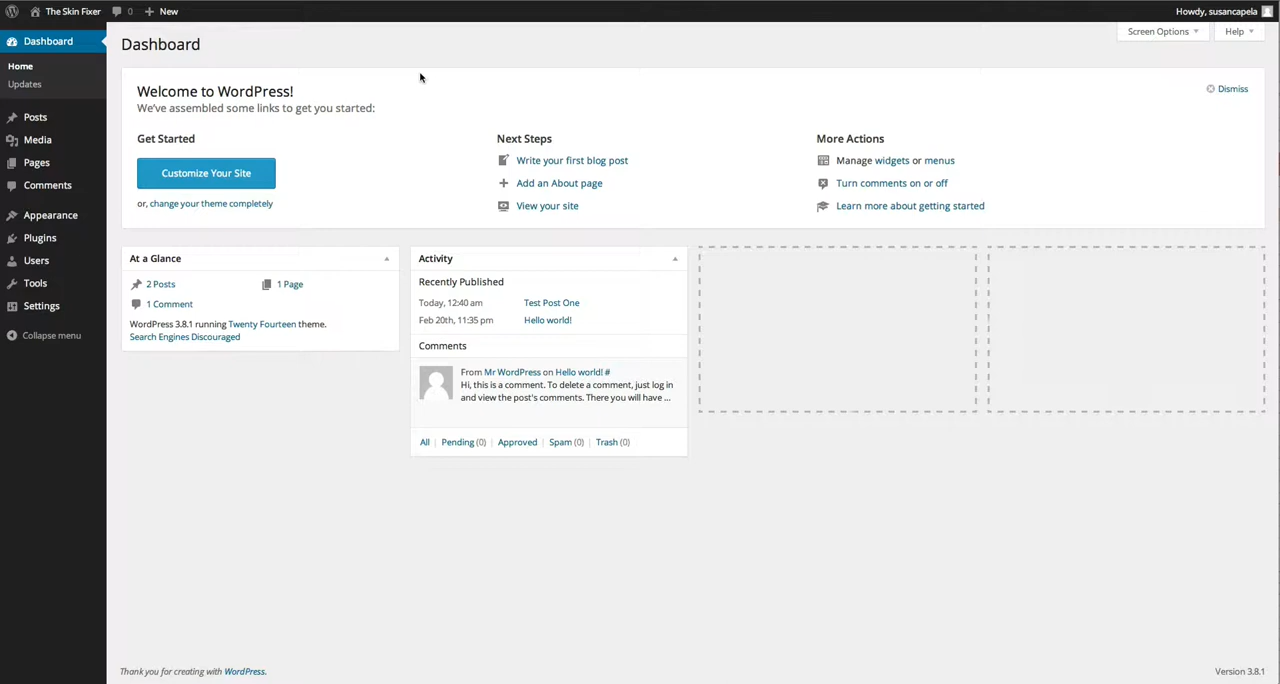 The Skin Fixer 0 New Howdy, susancapela
Dashboard
Home
Updates
Posts
Media
Pages
Comments
Appearance
Plugins
Users
Tools
Settings
Collapse menu
Screen Options Help
Dashboard
Welcome to WordPress!
We've assembled some links to get you started:
Dismiss
Get Started
Customize Your Site
or, change your theme completely
Next Steps
Write your first blog post
Add an About page
View your site
More Actions
Manage widgets or menus
Turn comments on or off
Learn more about getting started
At a Glance
2 Posts 1 Page
1 Comment
WordPress 3.8.1 running Twenty Fourteen theme.
Search Engines Discouraged
Activity
Recently Published
Today, 12:40 am Test Post One
Feb 20th, 11:35 pm Hello world!
Comments
From Mr WordPress on Hello world! #
Hi, this is a comment. To delete a comment, just log in
and view the post's comments. There you will have ...
All | Pending (0) | Approved | Spam (0) | Trash (0)
Thank you for creating with WordPress.
Version 3.8.1